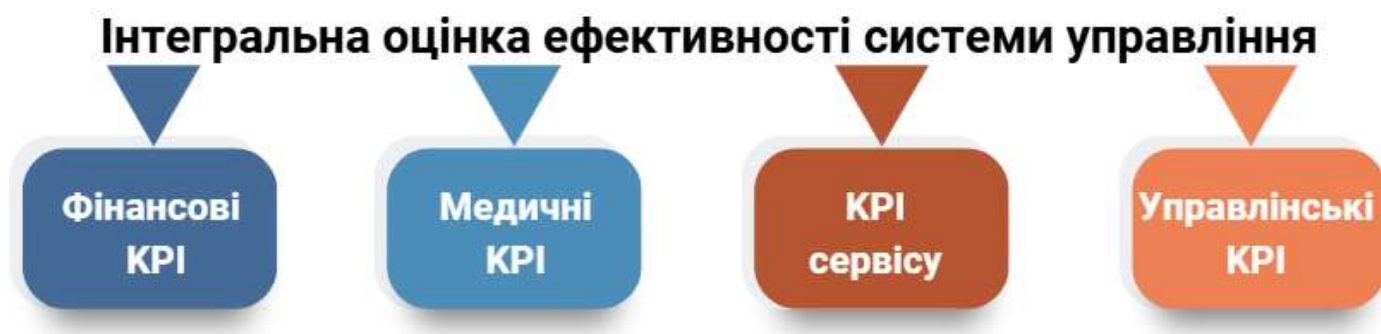 Інтегральна оцінка ефективності системи управління
Фінансові
KPI
Медичні
KPI
KPI
сервісу
Управлінські
KPI